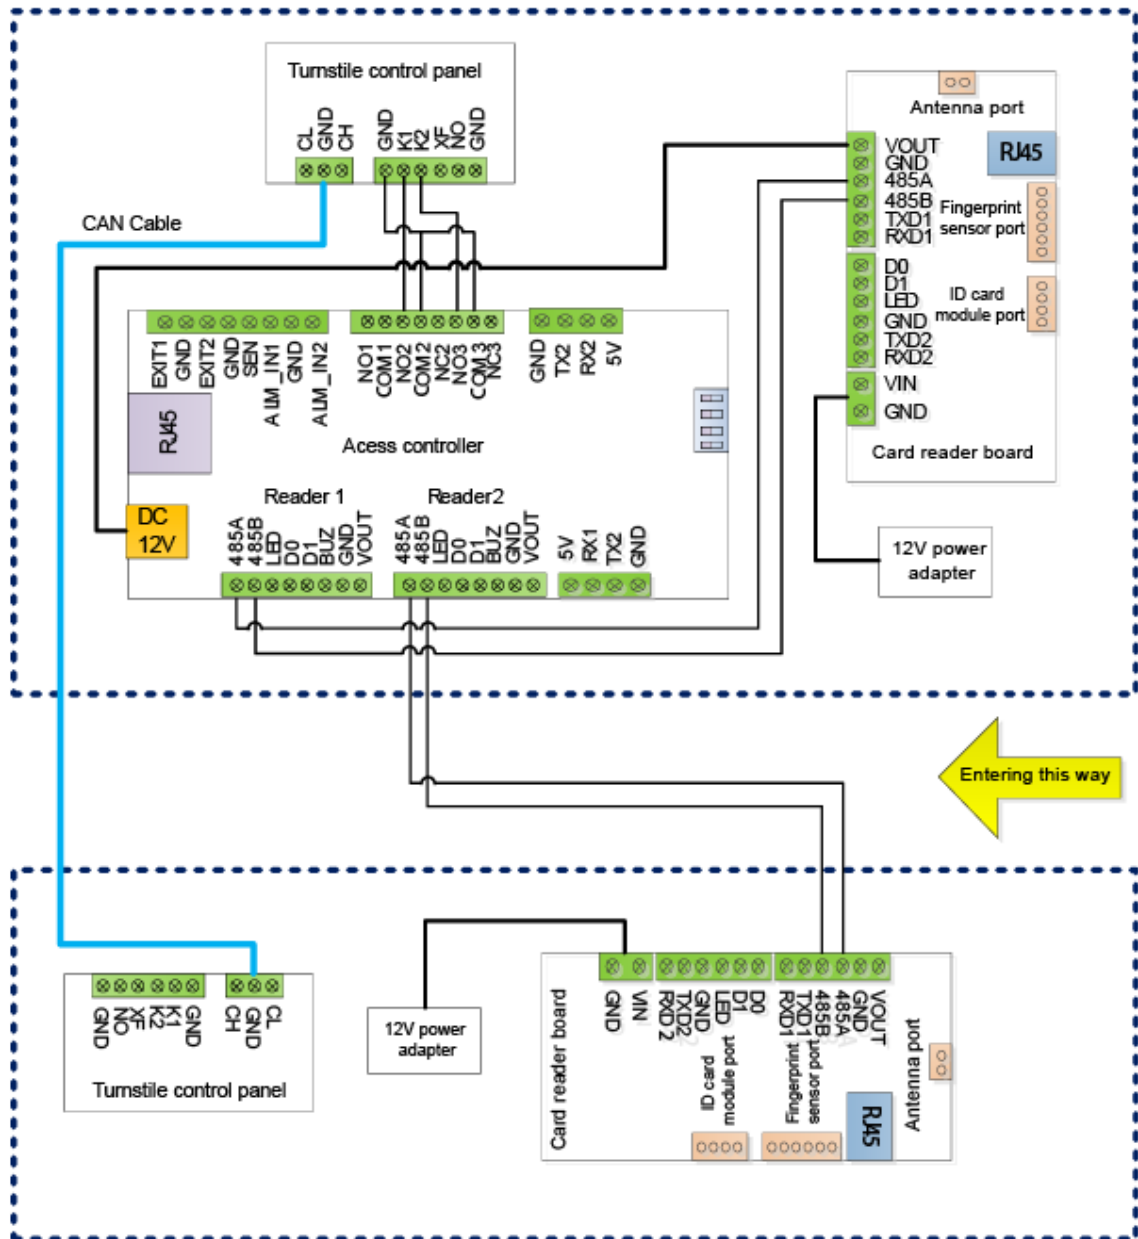 Turnstile control panel
CL
GND
CH
GND
K1
K2
XF
NO
GND
CAN Cable
Antenna port
VOUT
GND
485A
485B
TXD1
RXD1
RJ45
Fingerprint
sensor port
D0
D1
LED
GND
TXD2
RXD2
ID card
module port
VIN
GND
Card reader board
12V power
adapter
EXIT1
GND
EXIT2
GND
SEN
ALM_IN1
GND
ALM_IN2
NO1
COM1
NO2
COM2
NC2
NO3
COM3
NC3
GND
TX2
RX2
5V
RJ45
Acess controller
DC
12V
Reader 1
485A
485B
LED
D0
D1
BUZ
GND
VOUT
Reader2
485A
485B
LED
D0
D1
BUZ
GND
VOUT
5V
RX1
TX2
GND
Entering this way
GND
NO
XF
K2
K1
GND
CH
GND
CL
Turnstile control panel
12V power
adapter
Card reader board
GND
VIN
RXD2
TXD2
GND
LED
D1
D0
RXD1
TXD1
485B
485A
GND
VOUT
ID card
module port
Fingerprint
sensor port
RJ45
Antenna port